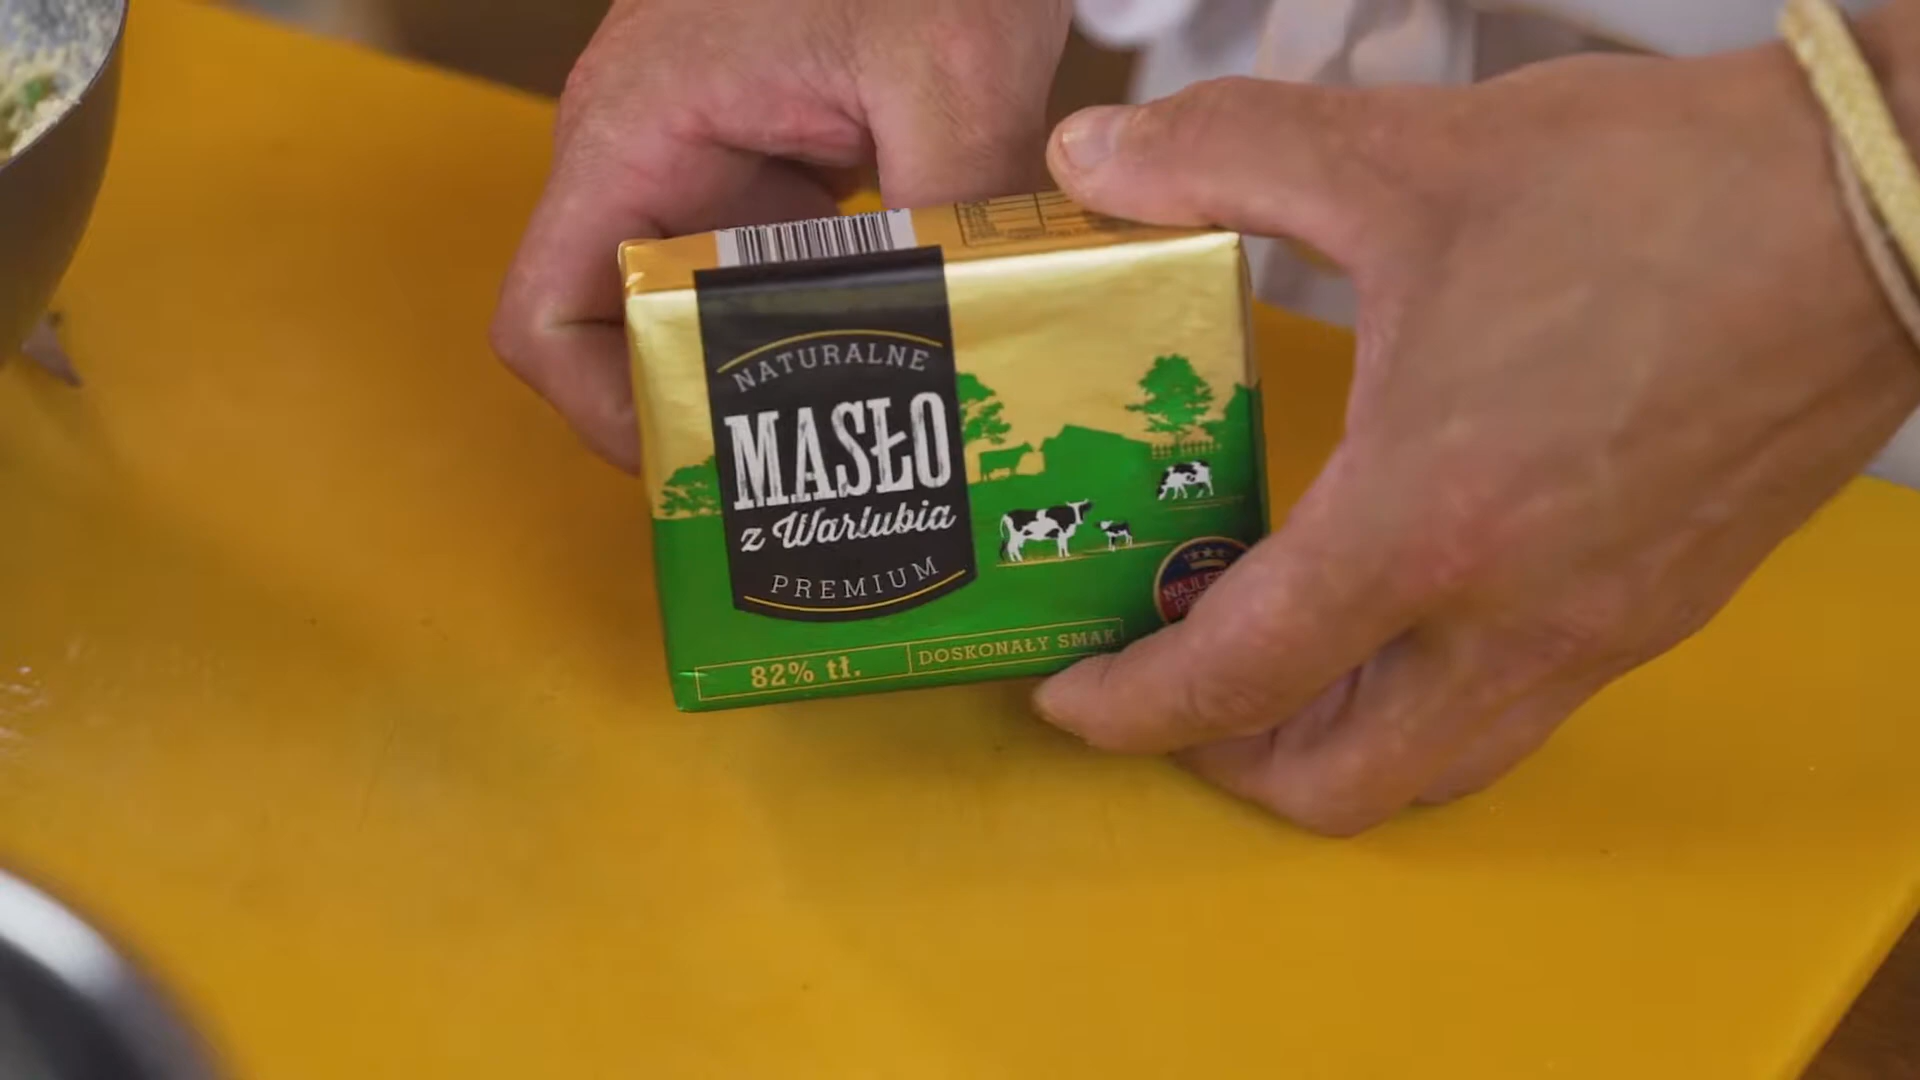 NATURALNE
MASŁO
z Warlubia
PREMIUM
82% tł.
DOSKONAŁY SMAK